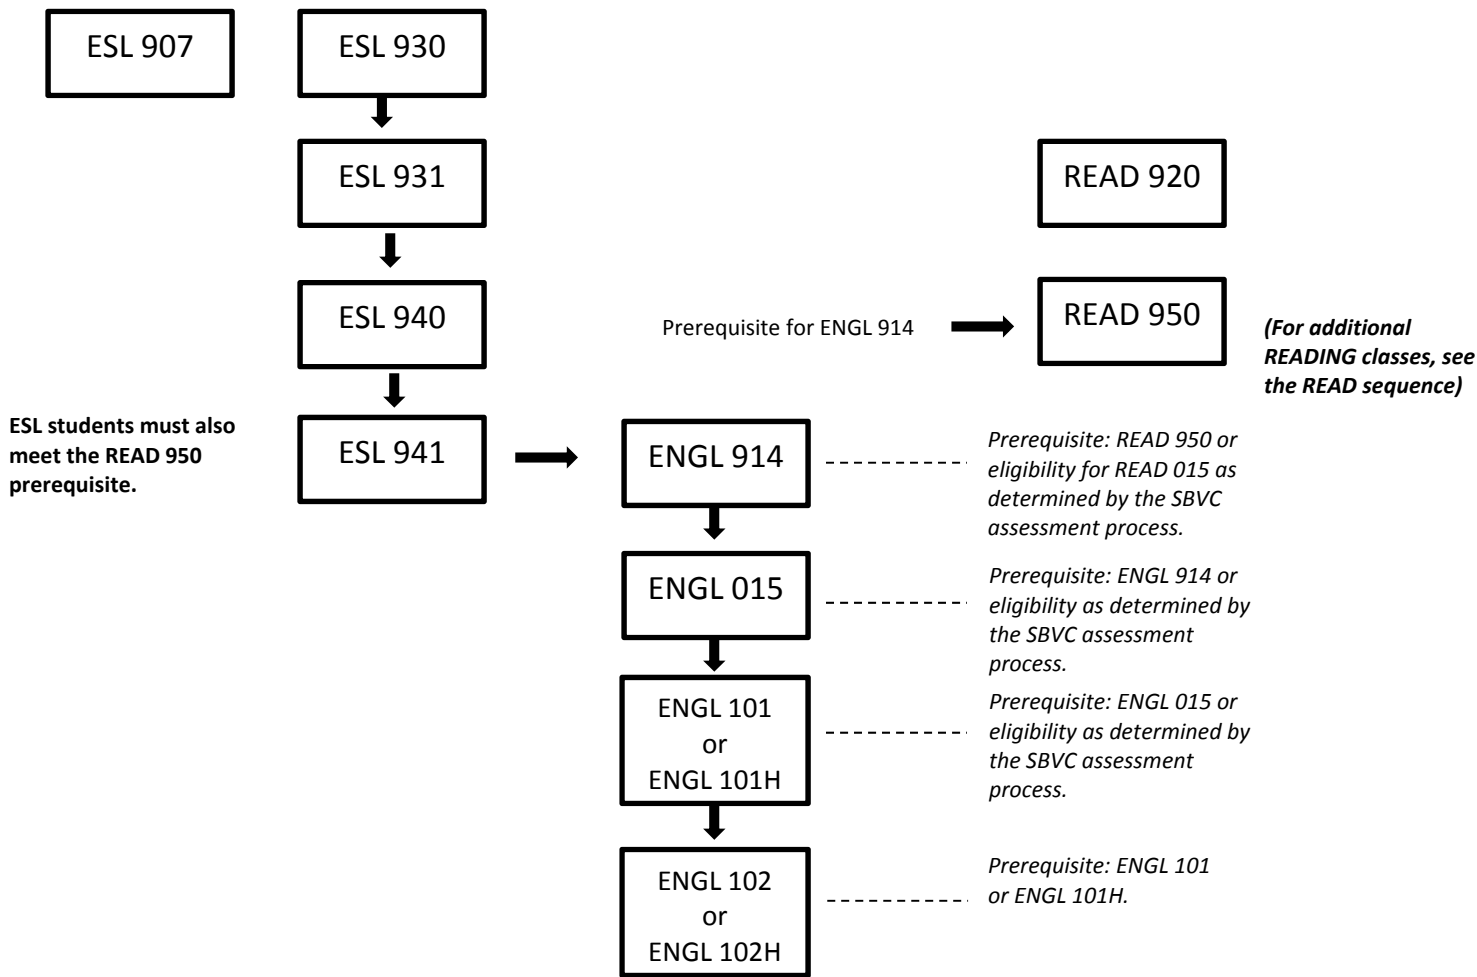 ESL 907
ESL 930
ESL 931
READ 920
ESL 940
Prerequisite for ENGL 914
READ 950
(For additional
READING classes, see
the READ sequence)
ESL students must also
meet the READ 950
prerequisite.
ESL 941
ENGL 914
Prerequisite: READ 950 or
eligibility for READ 015 as
determined by the SBVC
assessment process.
ENGL 015
Prerequisite: ENGL 914 or
eligibility as determined by
the SBVC assessment
process.
ENGL 101
or
ENGL 101H
Prerequisite: ENGL 015 or
eligibility as determined by
the SBVC assessment
process.
ENGL 102
or
ENGL 102H
Prerequisite: ENGL 101
or ENGL 101H.